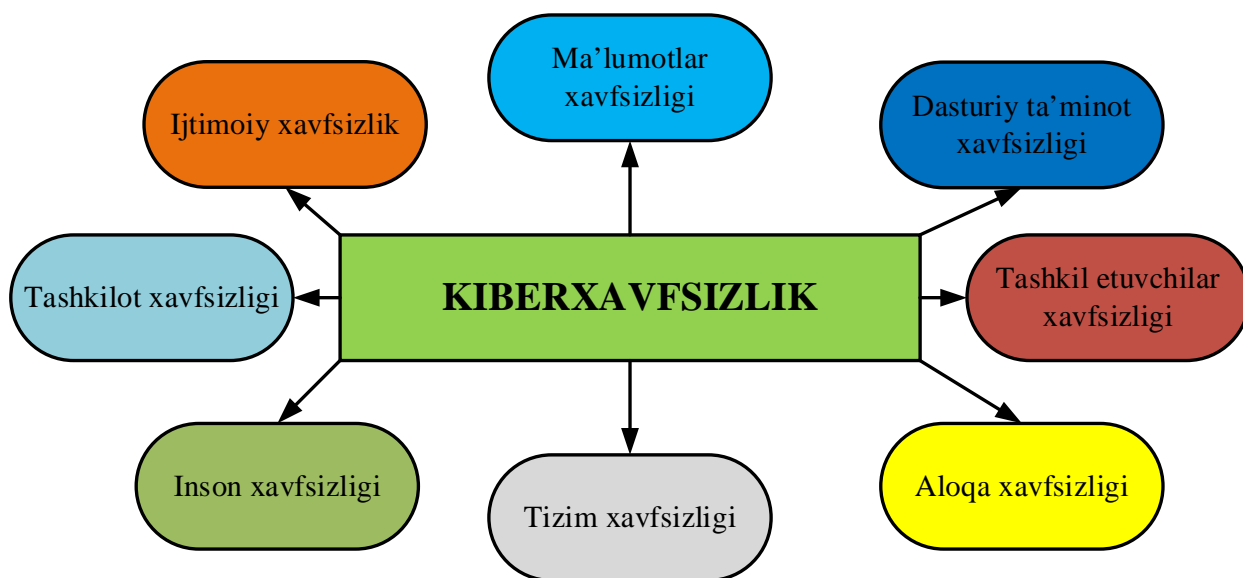 Ma’lumotlar
xavfsizligi
Ijtimoiy xavfsizlik
Dasturiy ta’minot
xavfsizligi
Tashkilot xavfsizligi
KIBERXAVFSIZLIK
Tashkil etuvchilar
xavfsizligi
Inson xavfsizligi
Tizim xavfsizligi
Aloqa xavfsizligi